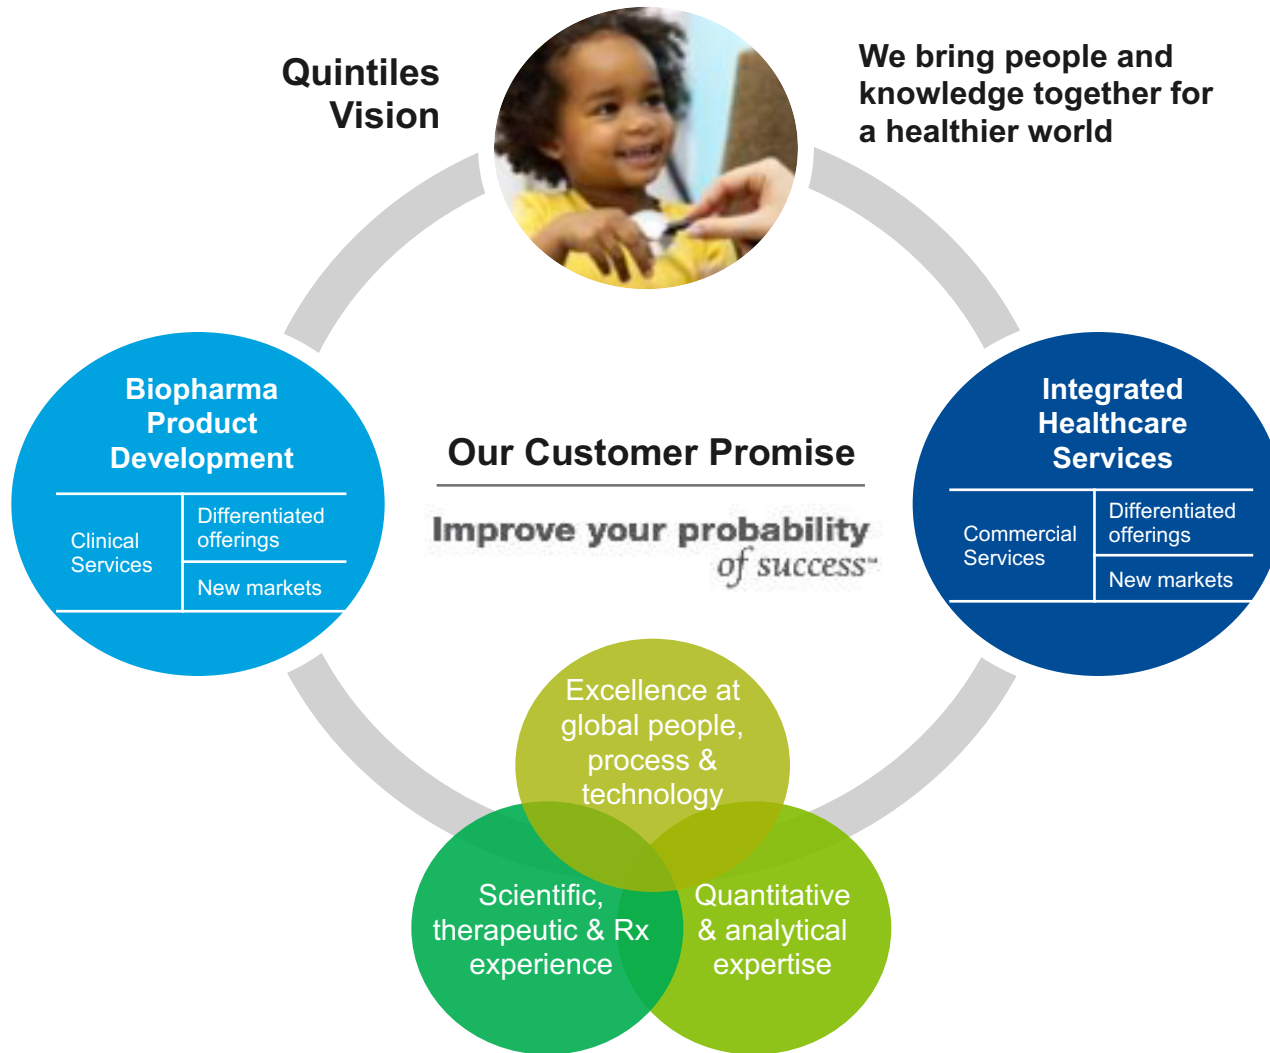 Quintiles
Vision
We bring people and
knowledge together for
a healthier world
Biopharma
Product
Development
Clinical
Services
Differentiated
offerings
New markets
Our Customer Promise
Improve your probability
of success™
Integrated
Healthcare
Services
Commercial
Services
Differentiated
offerings
New markets
Excellence at
global people,
process &
technology
Scientific,
therapeutic & Rx
experience
Quantitative
& analytical
expertise